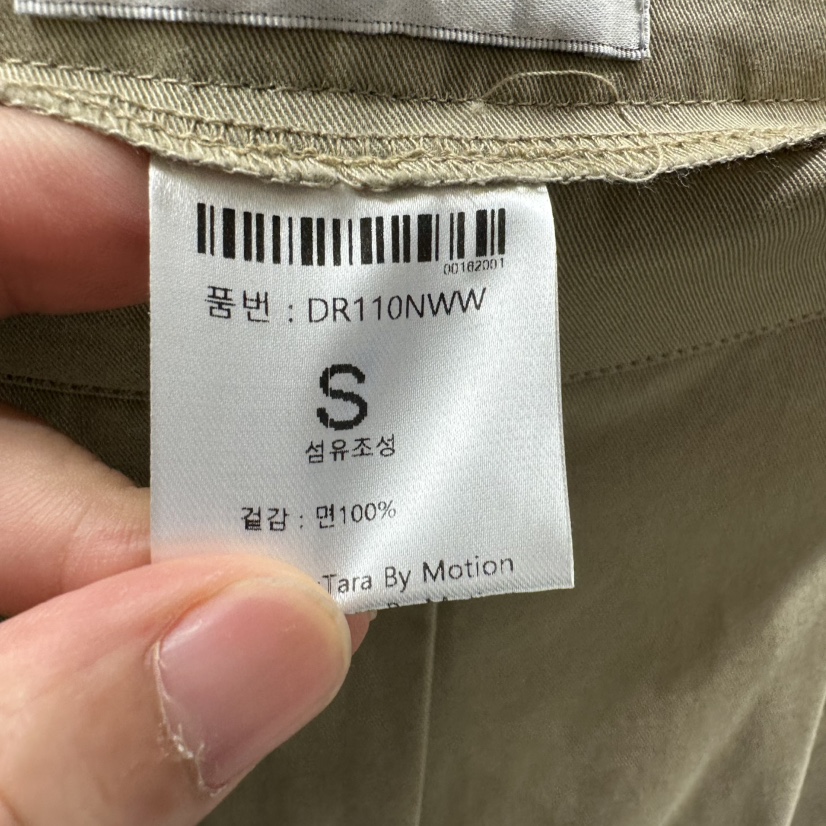 00182001
품번 : DR110NWW
S
섬유조성
겉감 : 면100%
Tara By Motion